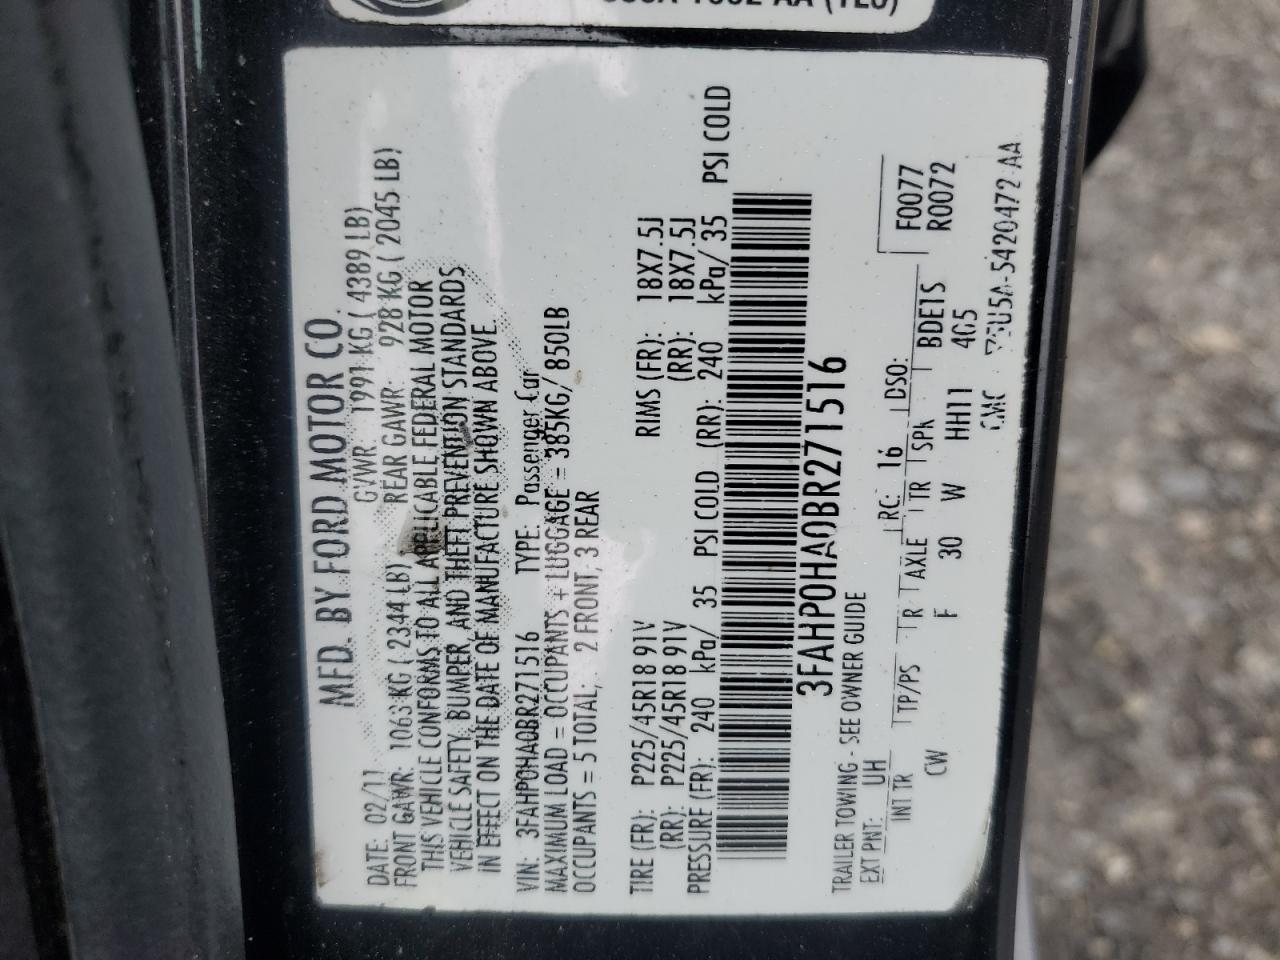 MFD. BY FORD MOTOR CO.
DATE: 02/11 GVWR: 1991 KG ( 4389 LB)
FRONT GAWR: 1063 KG ( 2344 LB) REAR GAWR: 928 KG ( 2045 LB)
THIS VEHICLE CONFORMS TO ALL APPLICABLE FEDERAL MOTOR
VEHICLE SAFETY, BUMPER, AND THEFT PREVENTION STANDARDS
IN EFFECT ON THE DATE OF MANUFACTURE SHOWN ABOVE.
VIN: 3FAHP0HA0BR271516 TYPE: Passenger Car
MAXIMUM LOAD = OCCUPANTS + LUGGAGE = 385KG/ 850LB
OCCUPANTS = 5 TOTAL, 2 FRONT, 3 REAR
TIRE (FR): P225/45R18 91V RIMS (FR): 18X7.5J
(RR): P225/45R18 91V (RR): 18X7.5J
PRESSURE (FR): 240 kPa/ 35 PSI COLD (RR): 240 kPa/ 35 PSI COLD
3FAHP0HA0BR271516
TRAILER TOWING - SEE OWNER GUIDE
EXT PNT: UH RC: 16 DSO: F0077
INT TR TP/PS R AXLE TR SPR BDE1S R0072
CW F 30 W HH11 4G5
5U5A-5420472-AA